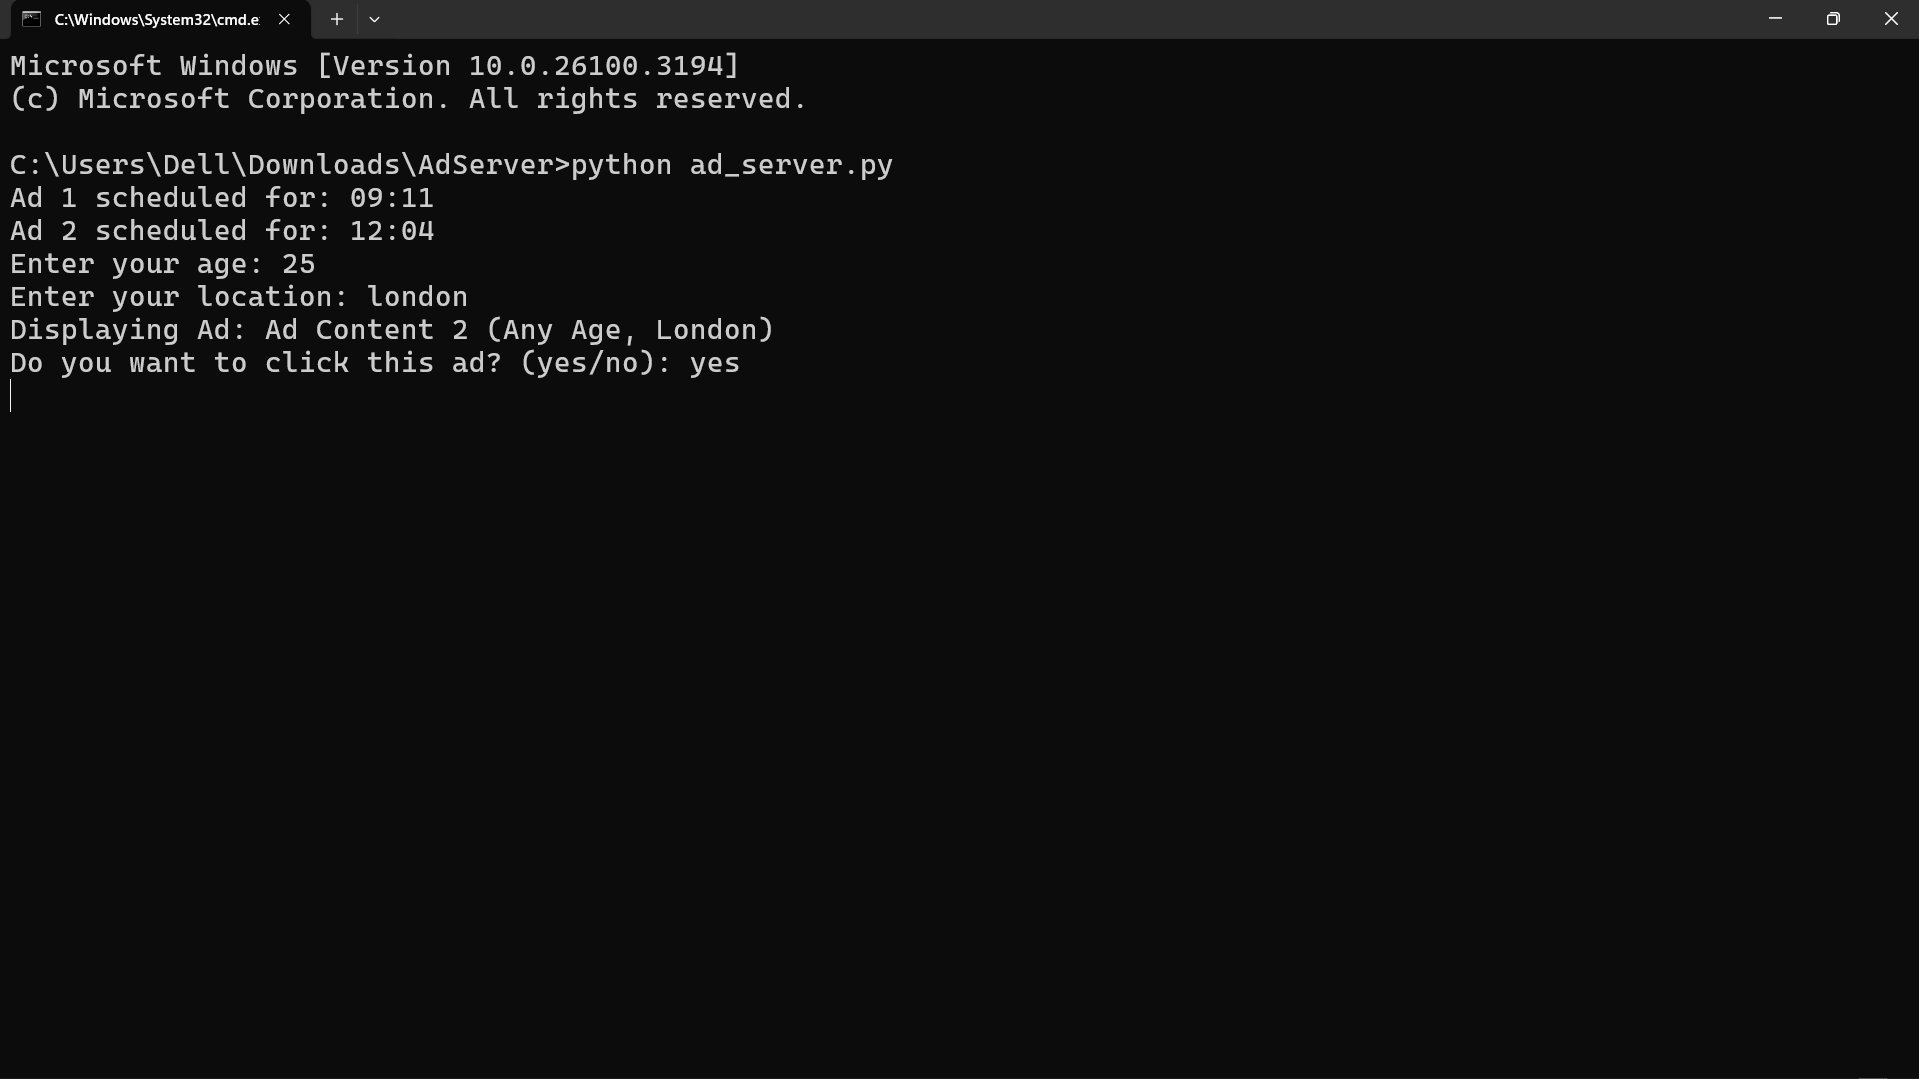 C:\Windows\System32\cmd.e
Microsoft Windows [Version 10.0.26100.3194]
(c) Microsoft Corporation. All rights reserved.
C:\Users\Dell\Downloads\AdServer>python ad_server.py
Ad 1 scheduled for: 09:11
Ad 2 scheduled for: 12:04
Enter your age: 25
Enter your location: london
Displaying Ad: Ad Content 2 (Any Age, London)
Do you want to click this ad? (yes/no): yes